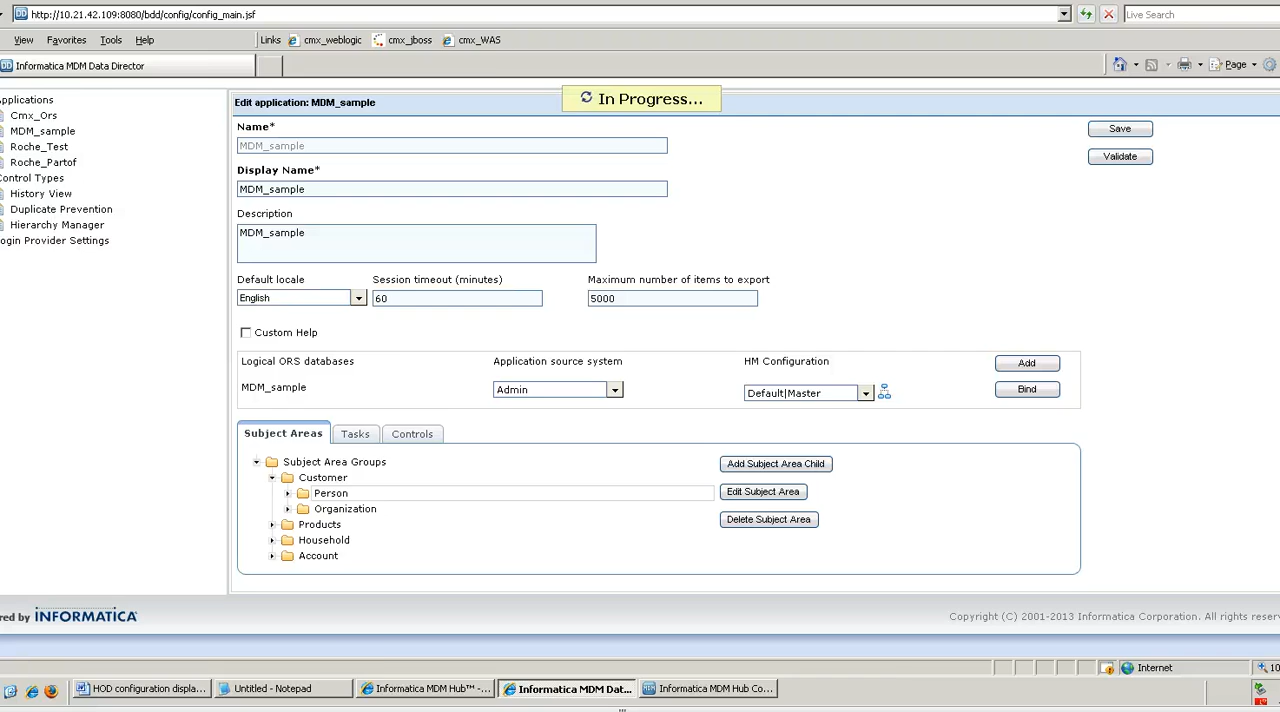 http://10.21.42.109:8080/bdd/config/config_main.jsf
Live Search
View Favorites Tools Help Links cmx_weblogic cmx_jboss cmx_WAS
Informatica MDM Data Director
Page
In Progress...
pplications
Cmx_Ors
MDM_sample
Roche_Test
Roche_Partof
ontrol Types
History View
Duplicate Prevention
Hierarchy Manager
ogin Provider Settings
Edit application: MDM_sample
Name*
MDM_sample
Save
Validate
Display Name*
MDM_sample
Description
MDM_sample
Default locale Session timeout (minutes) Maximum number of items to export
English 60 5000
Custom Help
Logical ORS databases Application source system HM Configuration Add
MDM_sample Admin Default|Master Bind
Subject Areas Tasks Controls
Subject Area Groups
Customer
Person
Organization
Products
Household
Account
Add Subject Area Child
Edit Subject Area
Delete Subject Area
red by INFORMATICA
Copyright (C) 2001-2013 Informatica Corporation. All rights reserv
Internet 10
HOD configuration displa... Untitled - Notepad Informatica MDM Hub™ -... Informatica MDM Dat... Informatica MDM Hub Co...